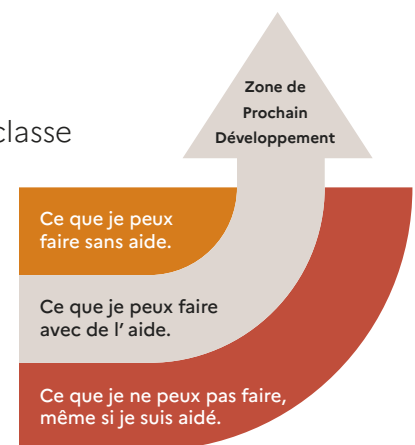 Zone de
Prochain
Développement
classe
Ce que je peux
faire sans aide.
Ce que je peux faire
avec de l’ aide.
Ce que je ne peux pas faire,
même si je suis aidé.